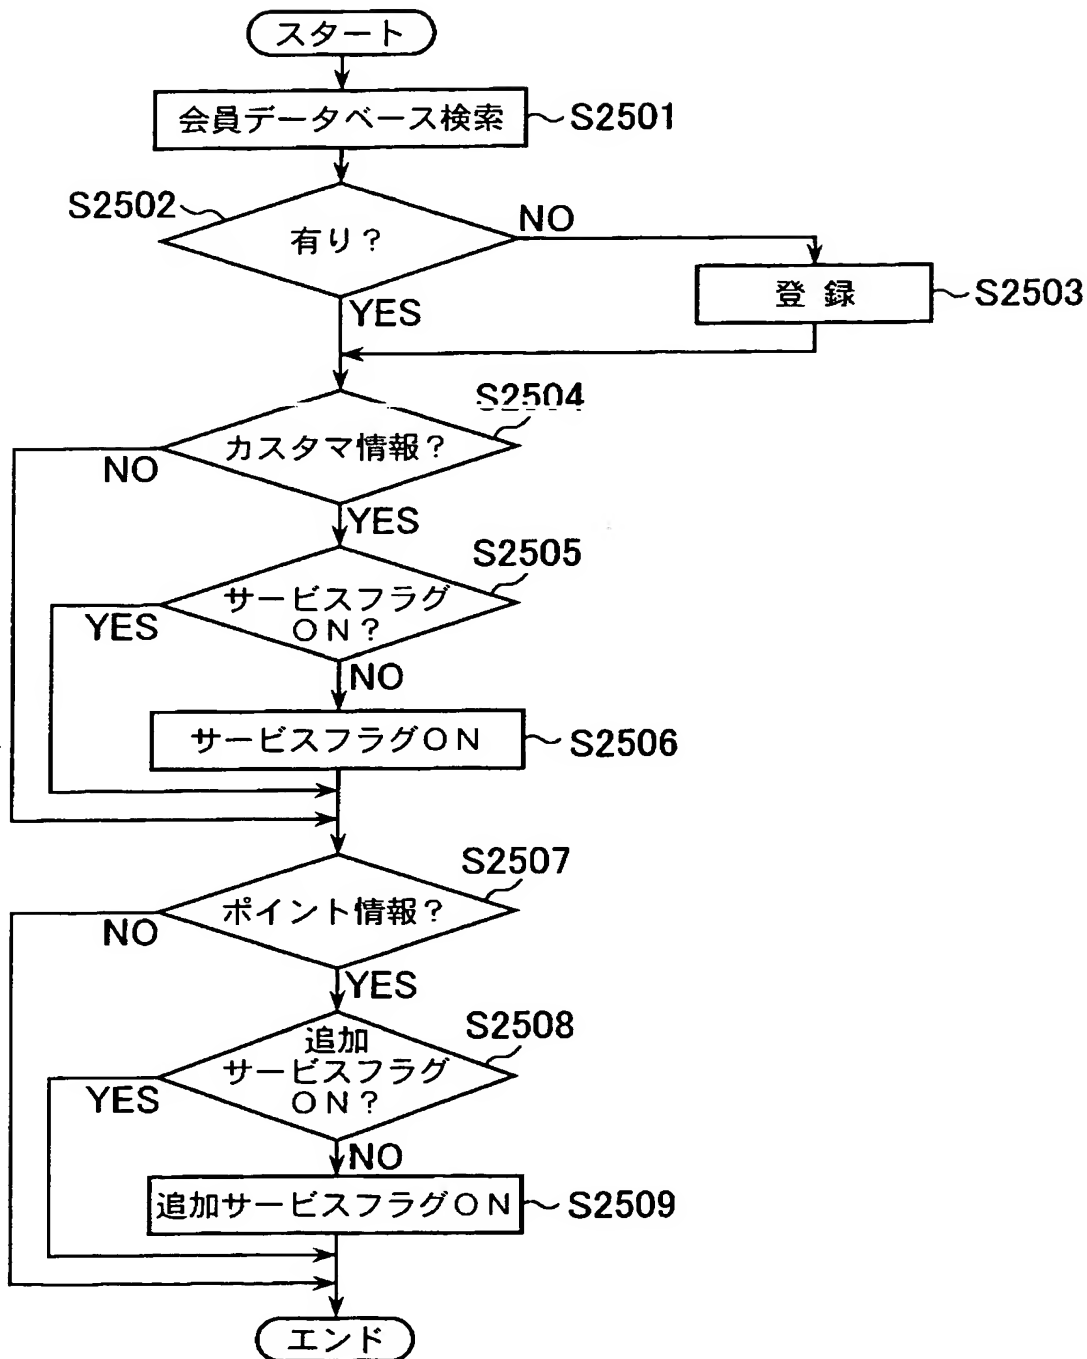 スタート
会員データベース検索
S2501
S2502
有り？
NO
YES
登 録
S2503
S2504
カスタマ情報？
NO
YES
S2505
サービスフラグ
ＯＮ？
YES
NO
サービスフラグＯＮ
S2506
S2507
ポイント情報？
NO
YES
S2508
追加
サービスフラグ
ＯＮ？
YES
NO
追加サービスフラグＯＮ
S2509
エンド